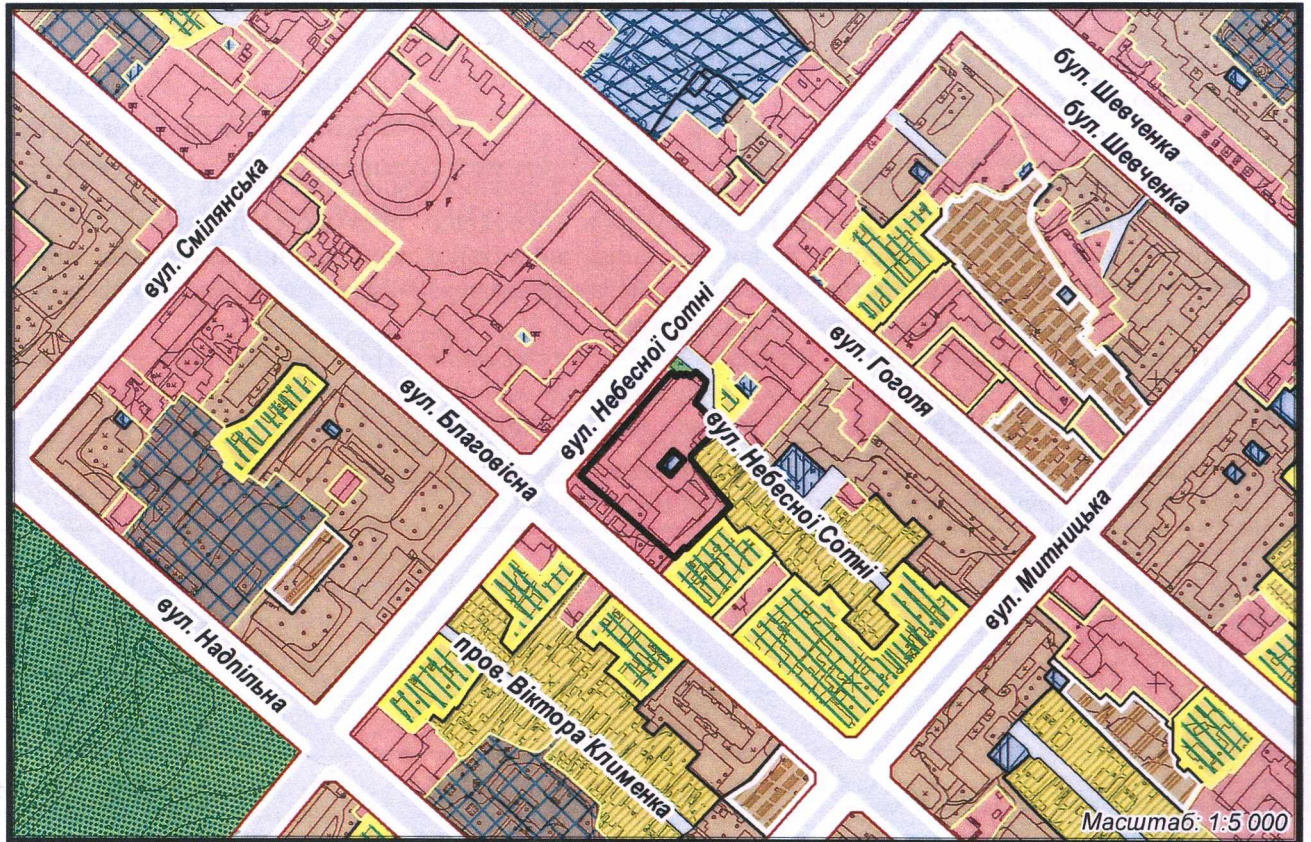 бул. Шевченка
бул. Шевченка
вул. Смілянська
вул. Небесної Сотні
вул. Гоголя
вул. Благовісна
вул. Небесної Сотні
вул. Митницька
вул. Надпільна
пров. Віктора Клименка
Масштаб: 1:5 000